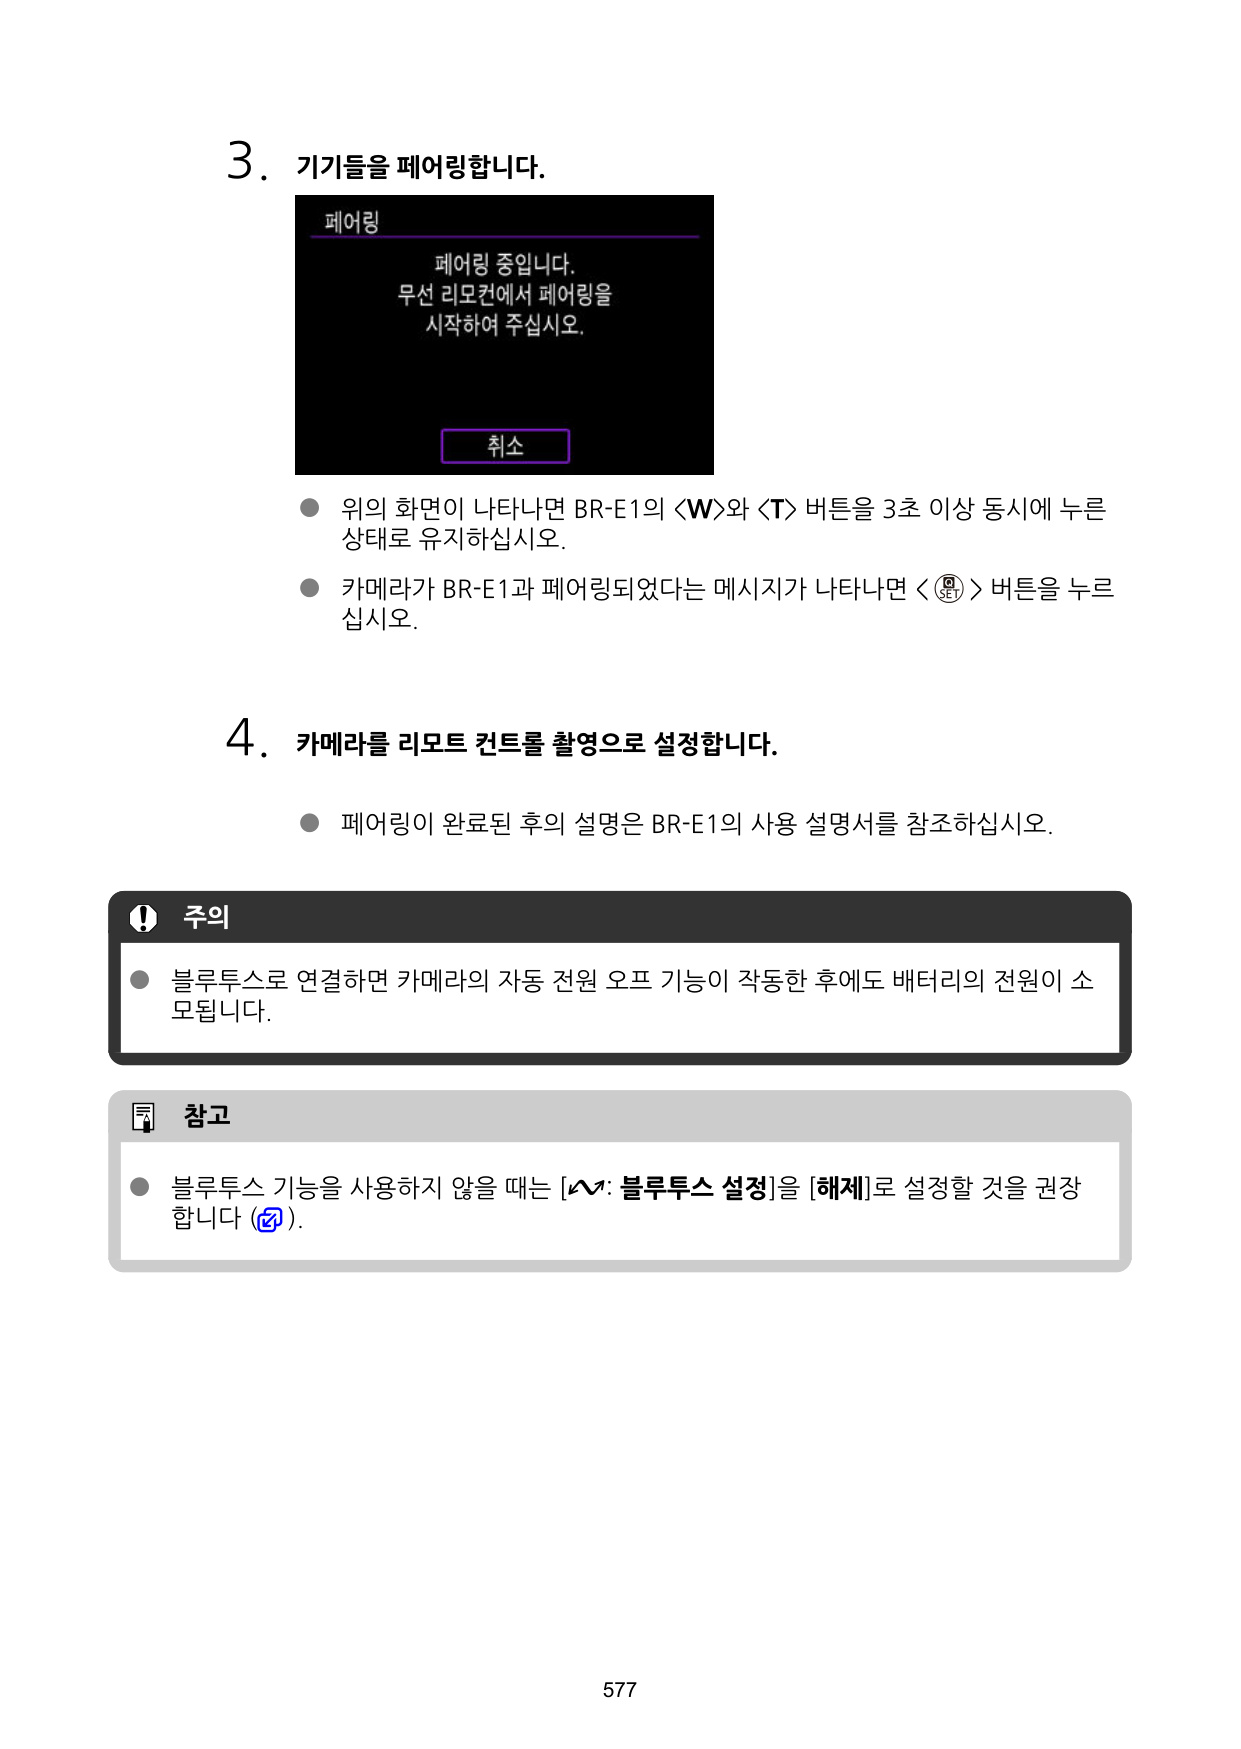 3. 기기들을 페어링합니다.
페어링
페어링 중입니다.
무선 리모컨에서 페어링을
시작하여 주십시오.
취소
● 위의 화면이 나타나면 BR-E1의 <W>와 <T> 버튼을 3초 이상 동시에 누른
상태로 유지하십시오.
● 카메라가 BR-E1과 페어링되었다는 메시지가 나타나면 < Q SET > 버튼을 누르
십시오.
4. 카메라를 리모트 컨트롤 촬영으로 설정합니다.
● 페어링이 완료된 후의 설명은 BR-E1의 사용 설명서를 참조하십시오.
주의
● 블루투스로 연결하면 카메라의 자동 전원 오프 기능이 작동한 후에도 배터리의 전원이 소
모됩니다.
참고
● 블루투스 기능을 사용하지 않을 때는 [: 블루투스 설정]을 [해제]로 설정할 것을 권장
합니다 ( ).
577